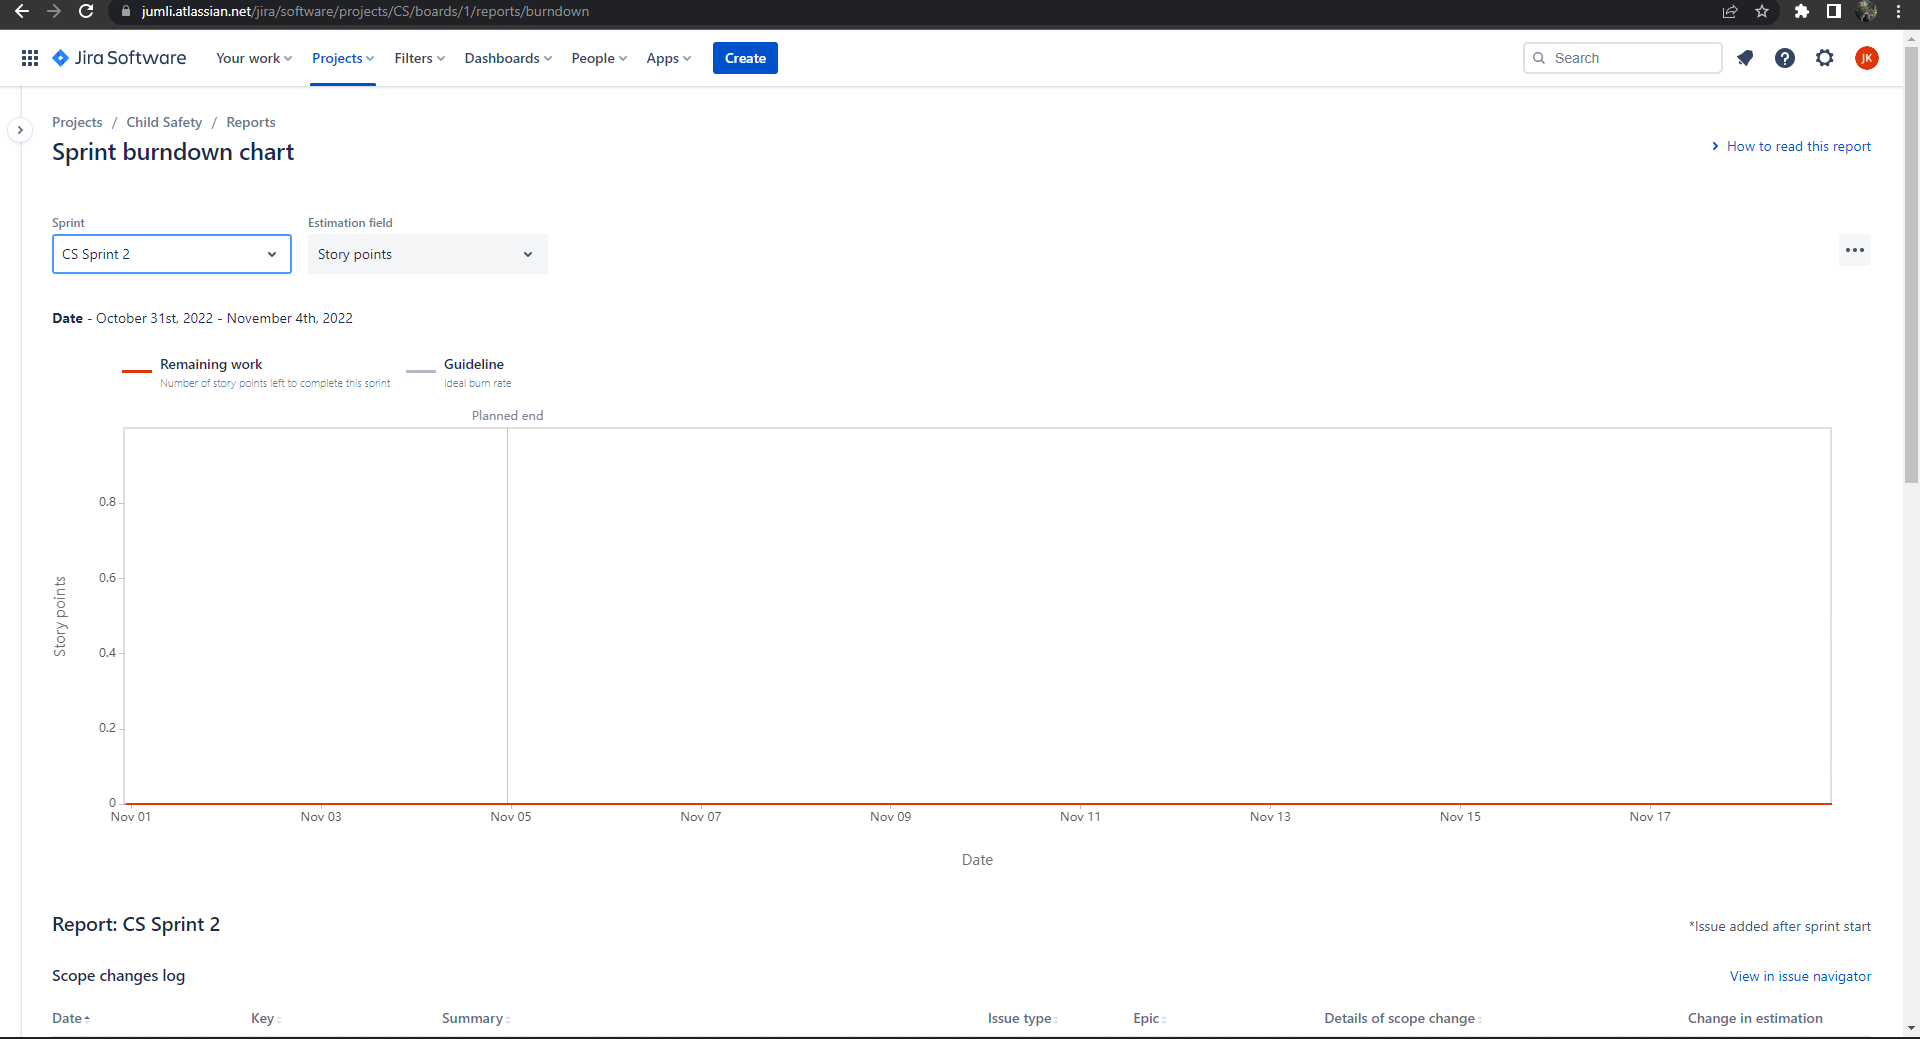 jumli.atlassian.net/jira/software/projects/CS/boards/1/reports/burndown
Jira Software Your work Projects Filters Dashboards People Apps Create Search JK
Projects / Child Safety / Reports
Sprint burndown chart
How to read this report
Sprint Estimation field
CS Sprint 2 Story points
Date - October 31st, 2022 - November 4th, 2022
Remaining work Guideline
Number of story points left to complete this sprint Ideal burn rate
Planned end
0.8
0.6
Story points
0.4
0.2
0
Nov 01 Nov 03 Nov 05 Nov 07 Nov 09 Nov 11 Nov 13 Nov 15 Nov 17
Date
Report: CS Sprint 2
*Issue added after sprint start
Scope changes log
View in issue navigator
Date Key Summary Issue type Epic Details of scope change Change in estimation